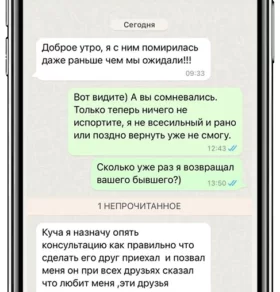 Сегодня
Доброе утро, я с ним помирилась
даже раньше чем мы ожидали!!!
09:33
Вот видите) А вы сомневались.
Только теперь ничего не
испортите, я не всесильный и рано
или поздно вернуть уже не смогу.
12:43
Сколько уже раз я возвращал
вашего бывшего?)
13:50
1 НЕПРОЧИТАННОЕ
Куча я назначу опять
консультацию как правильно что
сделать его друг приехал и позвал
меня он при всех друзьях сказал
что любит меня ,эти друзья